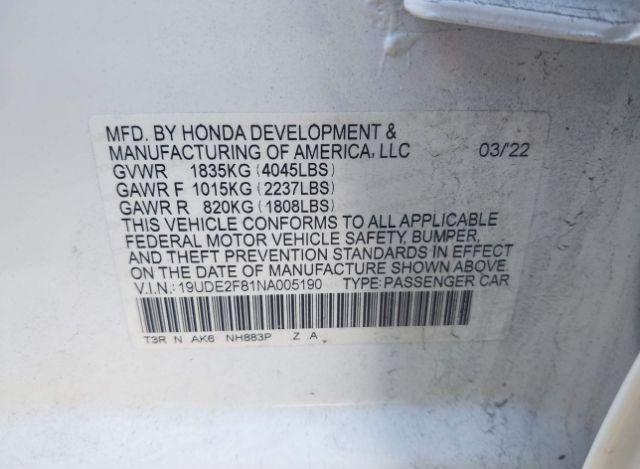 MFD. BY HONDA DEVELOPMENT &
MANUFACTURING OF AMERICA, LLC 03/'22
GVWR 1835KG (4045LBS)
GAWR F 1015KG (2237LBS)
GAWR R 820KG (1808LBS)
THIS VEHICLE CONFORMS TO ALL APPLICABLE
FEDERAL MOTOR VEHICLE SAFETY, BUMPER,
AND THEFT PREVENTION STANDARDS IN EFFECT
ON THE DATE OF MANUFACTURE SHOWN ABOVE
V.I.N.: 19UDE2F81NA005190 TYPE: PASSENGER CAR
T3R N AK6 NH883P Z A